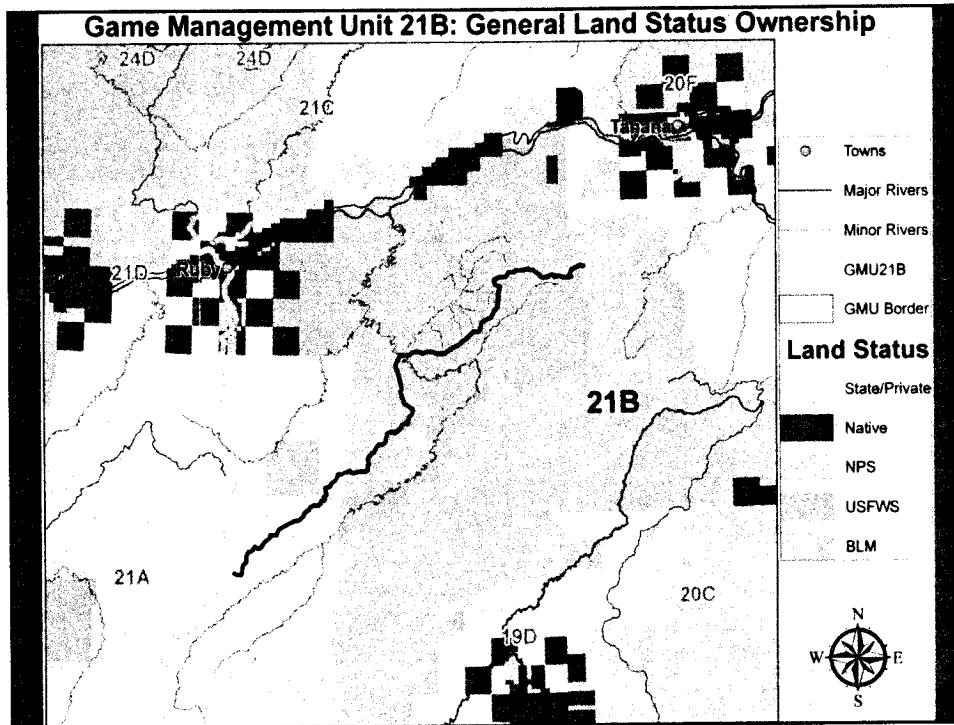 Game Management Unit 21B: General Land Status Ownership
24D
24D
21C
20F
Tanana
21D
Ruby
21B
21A
20C
19D
Towns
Major Rivers
Minor Rivers
GMU21B
GMU Border
Land Status
State/Private
Native
NPS
USFWS
BLM
N
W
E
S